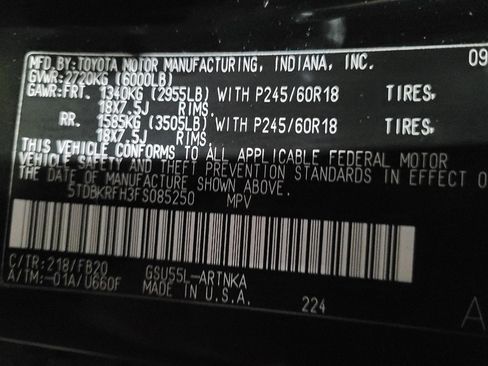 MFD.BY:TOYOTA MOTOR MANUFACTURING, INDIANA, INC. 09
GVWR:2720KG (6000LB)
GAWR:FRT. 1340KG (2955LB) WITH P245/60R18 TIRES,
18X7.5J RIMS.
RR. 1585KG (3505LB) WITH P245/60R18 TIRES,
18X7.5J RIMS.
THIS VEHICLE CONFORMS TO ALL APPLICABLE FEDERAL MOTOR
VEHICLE SAFETY AND THEFT PREVENTION STANDARDS IN EFFECT O
THE DATE OF MANUFACTURE SHOWN ABOVE.
5TDBKRFH3FS085250 MPV
C/TR:218/FB20 GSU55L-ARTNKA
A/TM:-01A/U660F MADE IN U.S.A. 224 A